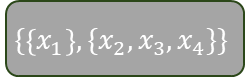 {{x₁}, {x₂, x₃, x₄}}